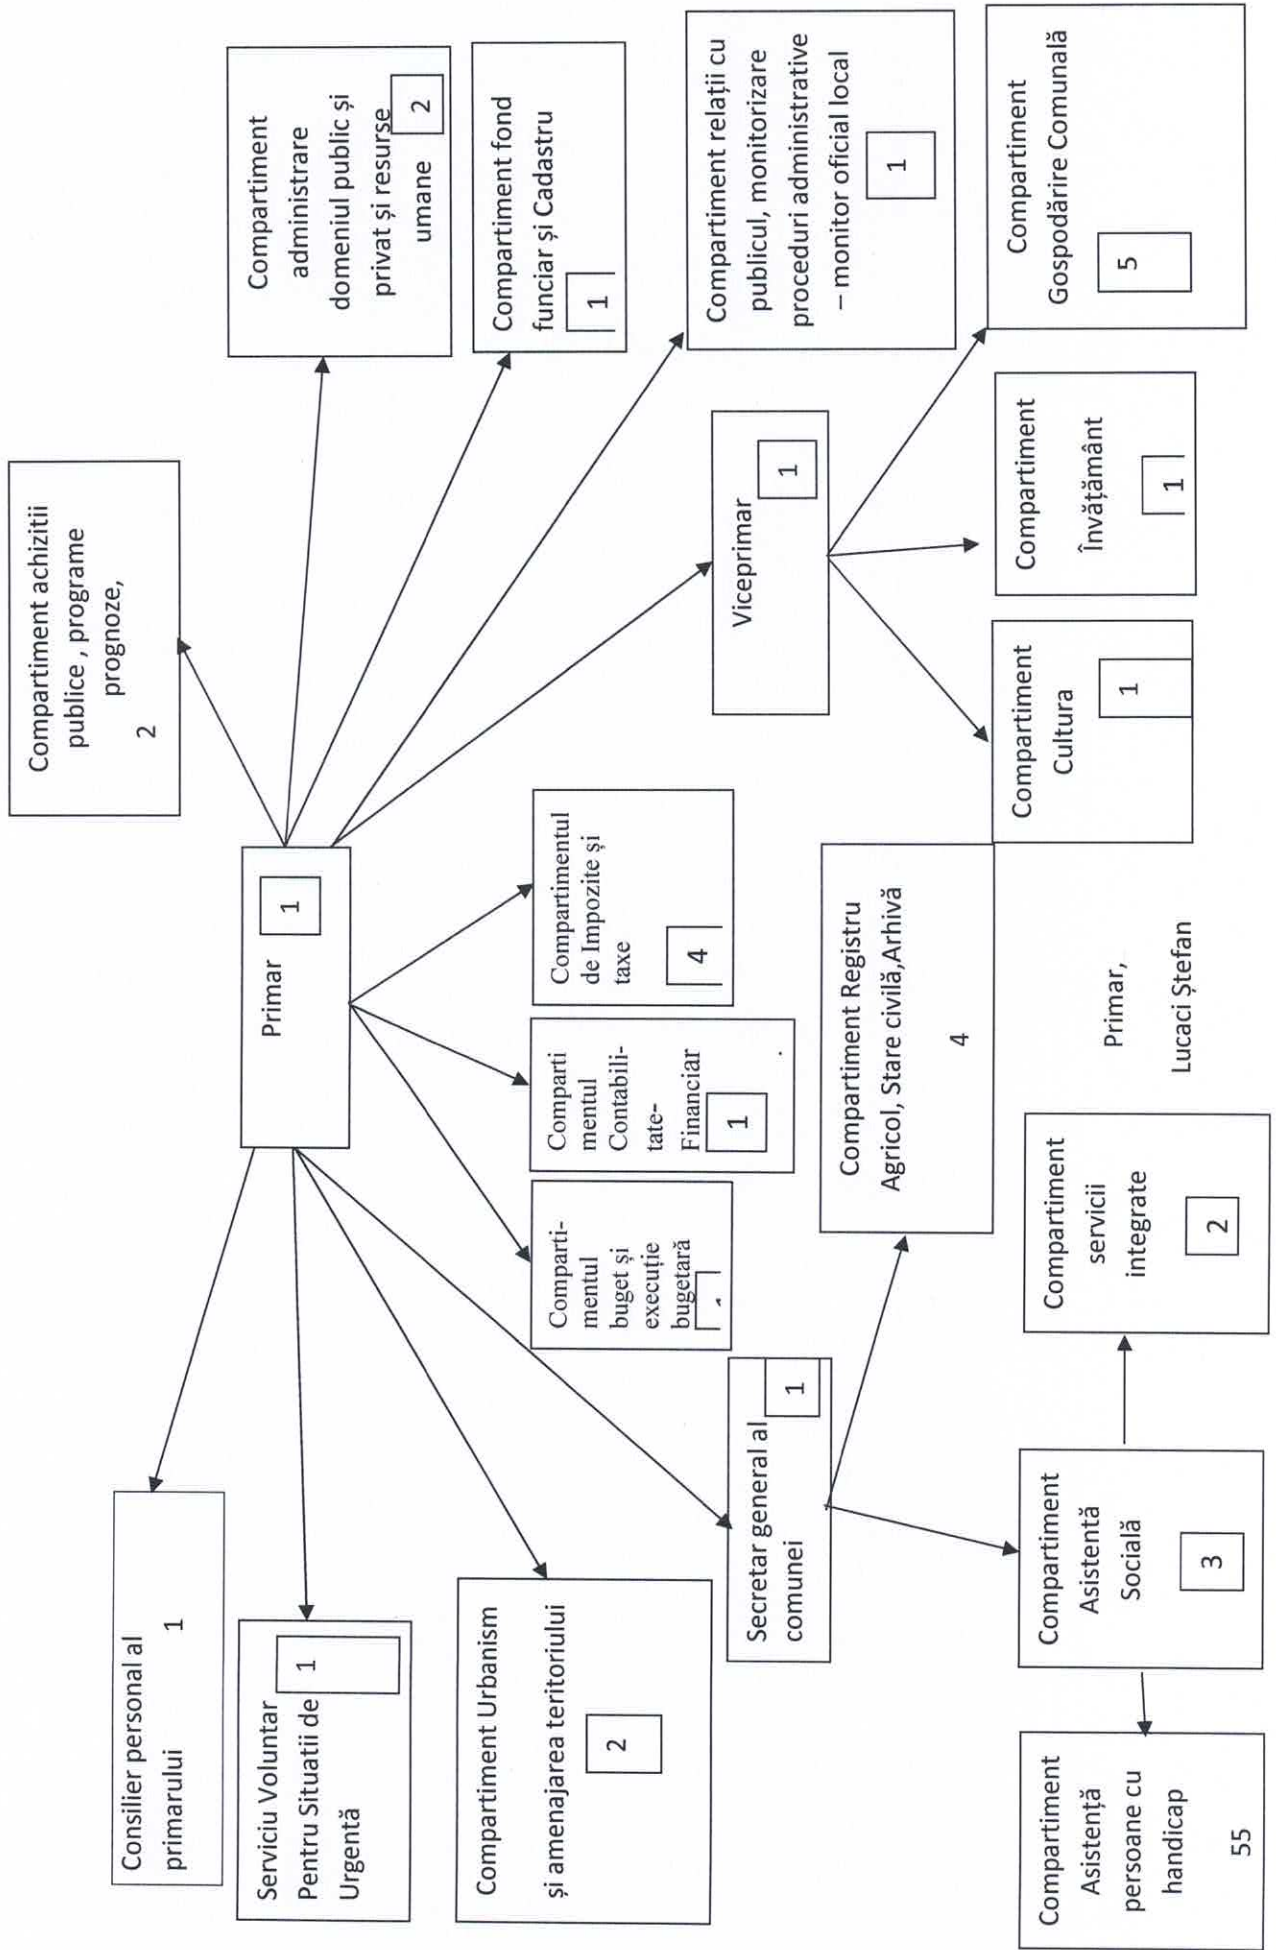 Consilier personal al
primarului 1
Serviciu Voluntar
Pentru Situatii de
Urgentă
1
Compartiment Urbanism
și amenajarea teritoriului
2
Primar
1
Compartiment achizitii
publice , programe
prognoze,
2
Compartiment
administrare
domeniul public și
privat și resurse
umane
2
Compartiment fond
funciar și Cadastru
1
Compartiment relații cu
publicul, monitorizare
proceduri administrative
– monitor oficial local
1
Comparti-
mentul
buget și
execuție
bugetară
Comparti
mentul
Contabili-
tate-
Financiar
1
.
Compartimentul
de Impozite și
taxe
4
Viceprimar
1
Secretar general al
comunei
1
Compartiment Registru
Agricol, Stare civilă,Arhivă
4
Compartiment
Cultura
1
Compartiment
Învățământ
1
Compartiment
Gospodărire Comunală
5
Compartiment
Asistență
persoane cu
handicap
55
Compartiment
Asistentă
Socială
3
Compartiment
servicii
integrate
2
Primar,
Lucaci Ștefan